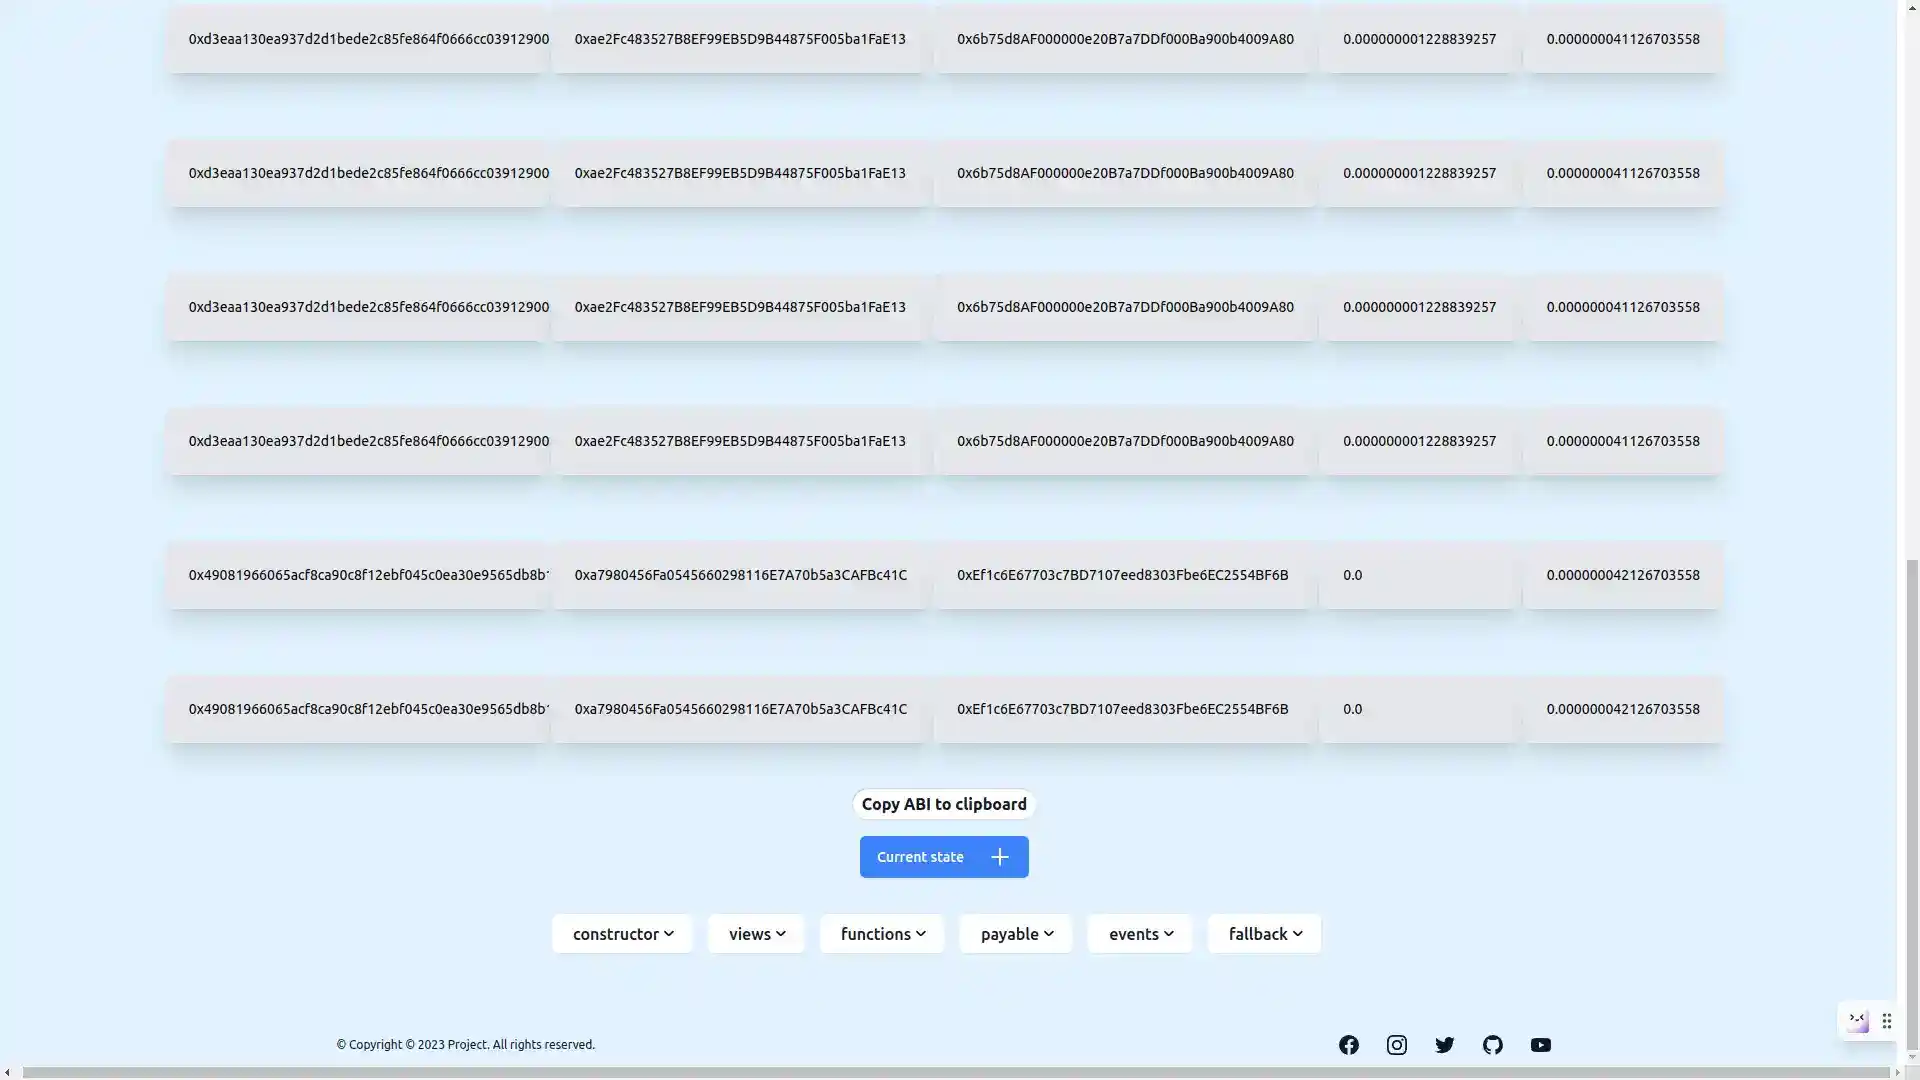 0xd3eaa130ea937d2d1bede2c85fe864f0666cc03912900 0xae2Fc483527B8EF99EB5D9B44875F005ba1FaE13 0x6b75d8AF000000e20B7a7DDf000Ba900b4009A80 0.000000001228839257 0.000000041126703558
0xd3eaa130ea937d2d1bede2c85fe864f0666cc03912900 0xae2Fc483527B8EF99EB5D9B44875F005ba1FaE13 0x6b75d8AF000000e20B7a7DDf000Ba900b4009A80 0.000000001228839257 0.000000041126703558
0xd3eaa130ea937d2d1bede2c85fe864f0666cc03912900 0xae2Fc483527B8EF99EB5D9B44875F005ba1FaE13 0x6b75d8AF000000e20B7a7DDf000Ba900b4009A80 0.000000001228839257 0.000000041126703558
0xd3eaa130ea937d2d1bede2c85fe864f0666cc03912900 0xae2Fc483527B8EF99EB5D9B44875F005ba1FaE13 0x6b75d8AF000000e20B7a7DDf000Ba900b4009A80 0.000000001228839257 0.000000041126703558
0x49081966065acf8ca90c8f12ebf045c0ea30e9565db8b 0xa7980456Fa0545660298116E7A70b5a3CAFBc41C 0xEf1c6E67703c7BD7107eed8303Fbe6EC2554BF6B 0.0 0.000000042126703558
0x49081966065acf8ca90c8f12ebf045c0ea30e9565db8b 0xa7980456Fa0545660298116E7A70b5a3CAFBc41C 0xEf1c6E67703c7BD7107eed8303Fbe6EC2554BF6B 0.0 0.000000042126703558
Copy ABI to clipboard
Current state
constructor views functions payable events fallback
© Copyright © 2023 Project. All rights reserved.